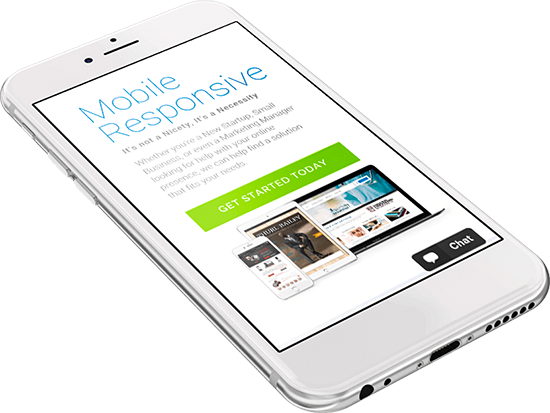 Mobile
Responsive
It's not a Nicety, it's a Necessity
Whether you're a New Startup, Small
Business, or even a Marketing Manager
looking for help with your online
presence, we can help find a solution
that fits your needs.
GET STARTED TODAY
BAILEY
Chat